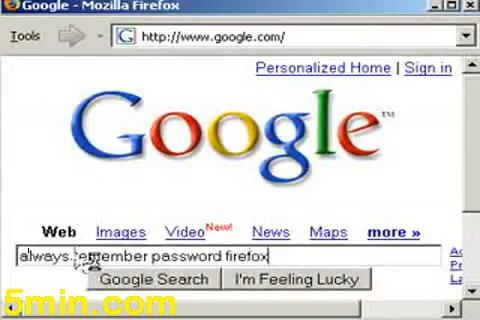 Google - Mozilla Firefox
Tools
G http://www.google.com/
Personalized Home | Sign in
Google™
Web Images Video New! News Maps more »
always remember password firefox
Google Search I'm Feeling Lucky
5min.com